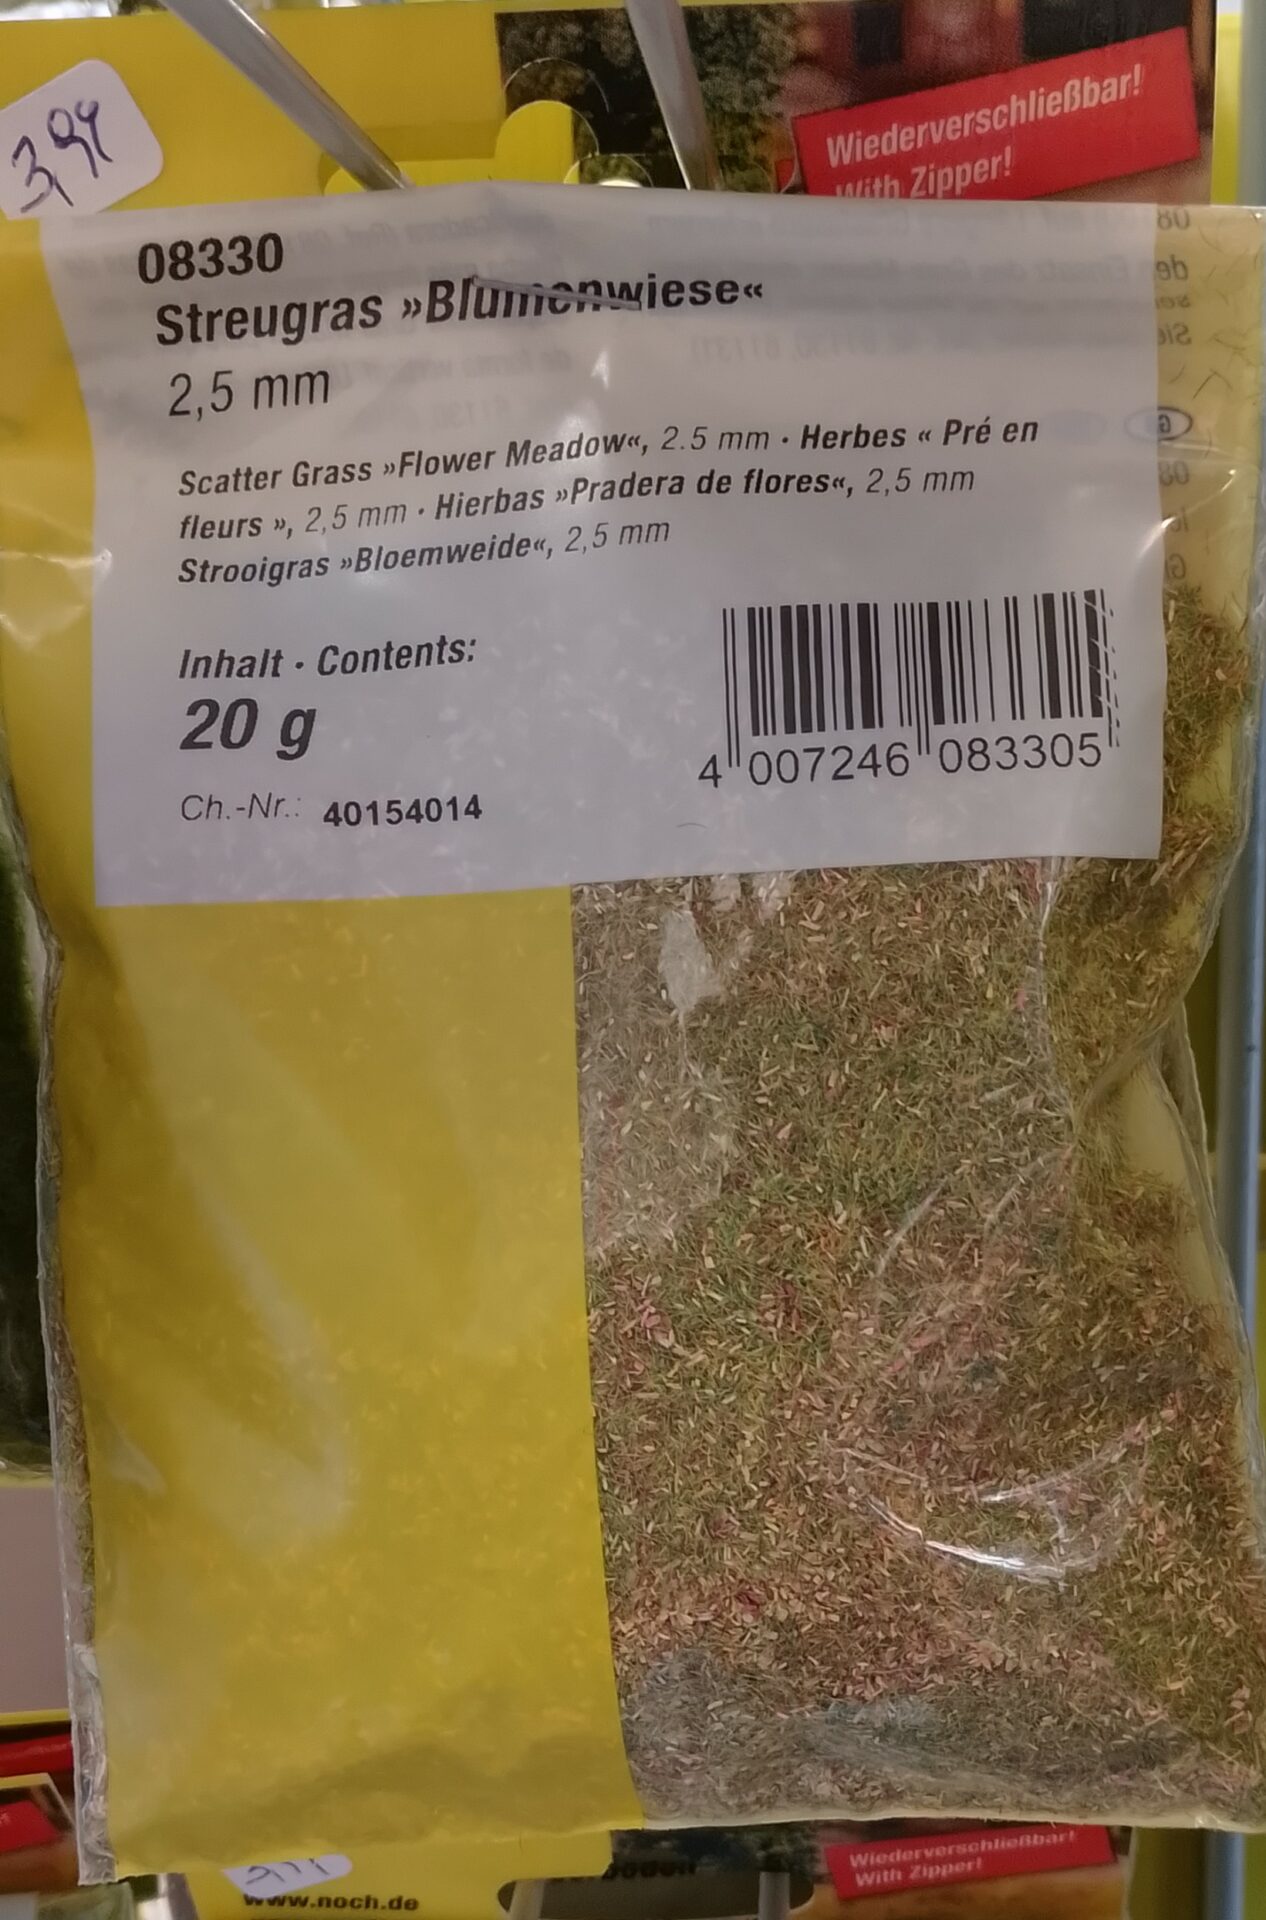 3,99
Wiederverschließbar!
With Zipper!
08330
Streugras »Blumenwiese«
2,5 mm
Scatter Grass »Flower Meadow«, 2.5 mm · Herbes « Pré en
fleurs », 2,5 mm · Hierbas »Pradera de flores«, 2,5 mm
Strooigras »Bloemweide«, 2,5 mm
Inhalt · Contents:
20 g
Ch.-Nr.: 40154014
4 007246 083305
www.noch.de
Wiederverschließbar!
With Zipper!